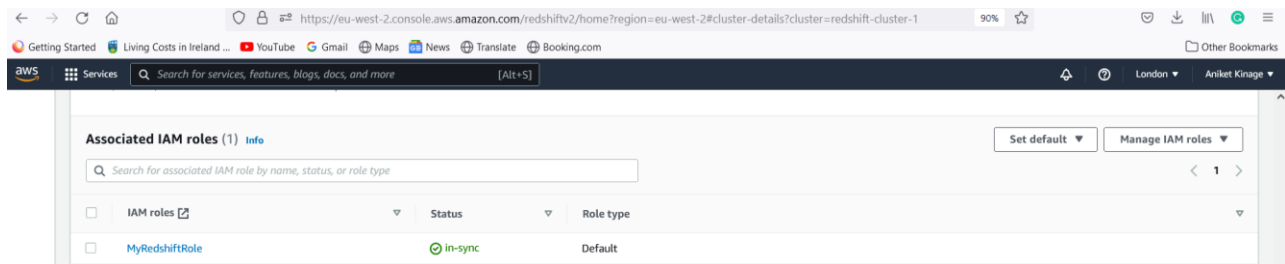 https://eu-west-2.console.aws.amazon.com/redshiftv2/home?region=eu-west-2#cluster-details?cluster=redshift-cluster-1 90%
Getting Started Living Costs in Ireland ... YouTube Gmail Maps News Translate Booking.com Other Bookmarks
aws Services Search for services, features, blogs, docs, and more [Alt+S] London Aniket Kinage
Associated IAM roles (1) Info Set default Manage IAM roles
Search for associated IAM role by name, status, or role type 1
IAM roles Status Role type
MyRedshiftRole in-sync Default